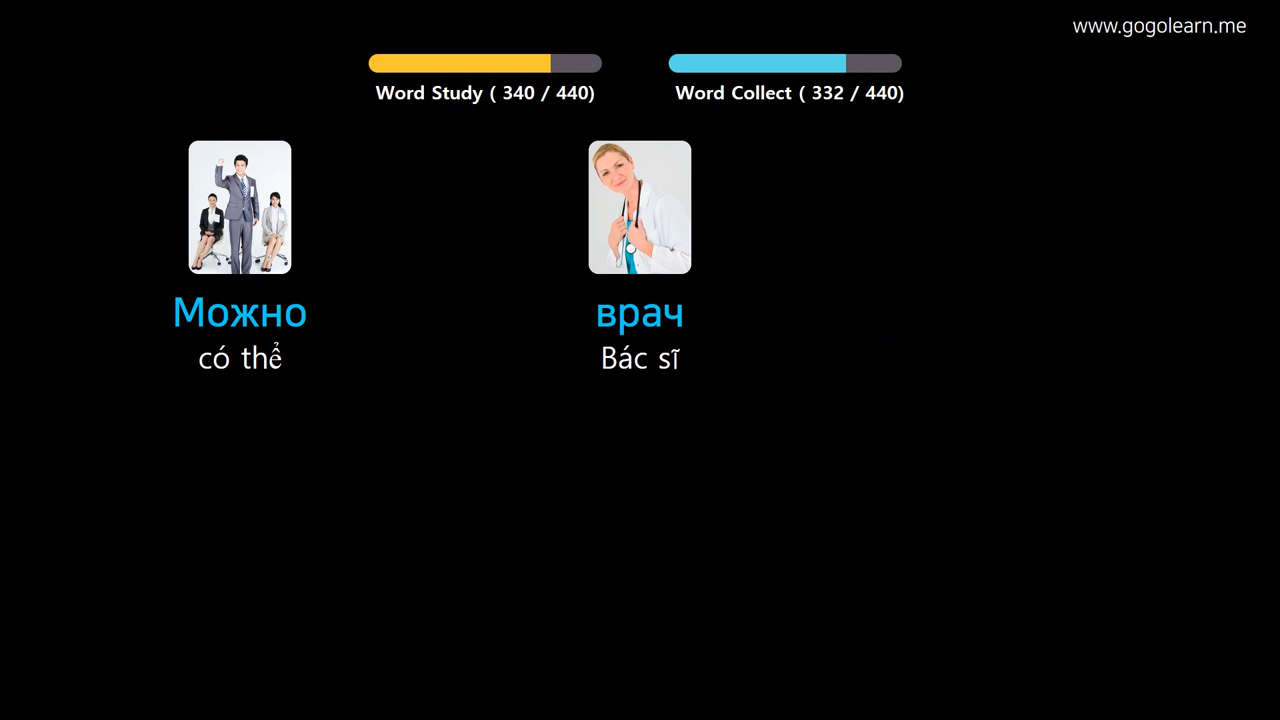 www.gogolearn.me
Word Study ( 340 / 440)
Word Collect ( 332 / 440)
Можно
có thể
врач
Bác sĩ